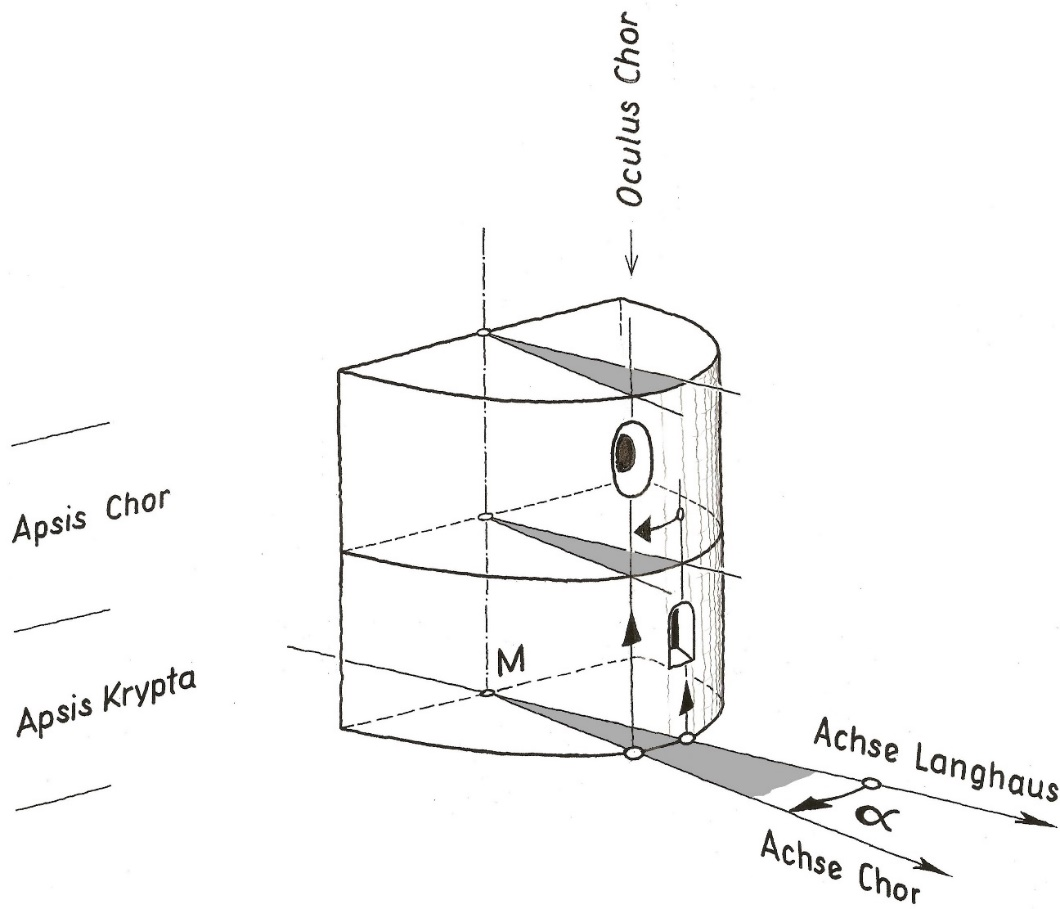 Oculus Chor
Apsis Chor
M
Apsis Krypta
Achse Langhaus
α
Achse Chor